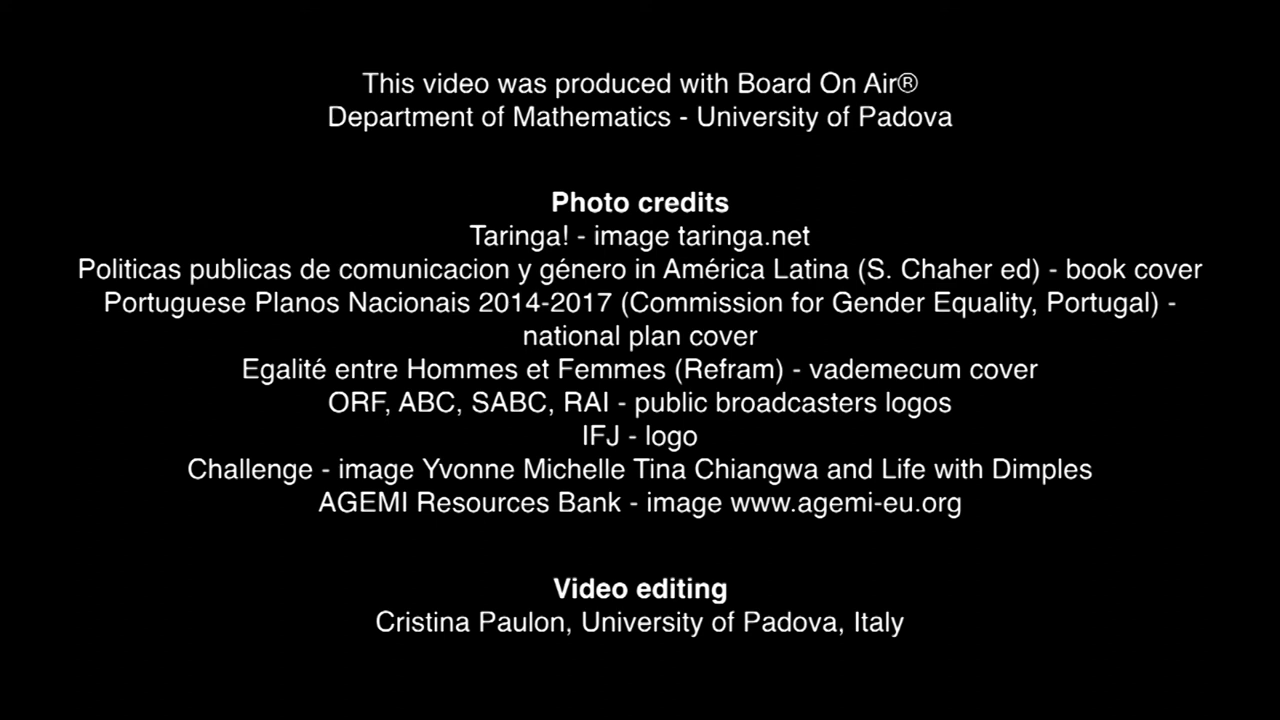 This video was produced with Board On Air®
Department of Mathematics - University of Padova
Photo credits
Taringa! - image taringa.net
Politicas publicas de comunicacion y género in América Latina (S. Chaher ed) - book cover
Portuguese Planos Nacionais 2014-2017 (Commission for Gender Equality, Portugal) -
national plan cover
Egalité entre Hommes et Femmes (Refram) - vademecum cover
ORF, ABC, SABC, RAI - public broadcasters logos
IFJ - logo
Challenge - image Yvonne Michelle Tina Chiangwa and Life with Dimples
AGEMI Resources Bank - image www.agemi-eu.org
Video editing
Cristina Paulon, University of Padova, Italy